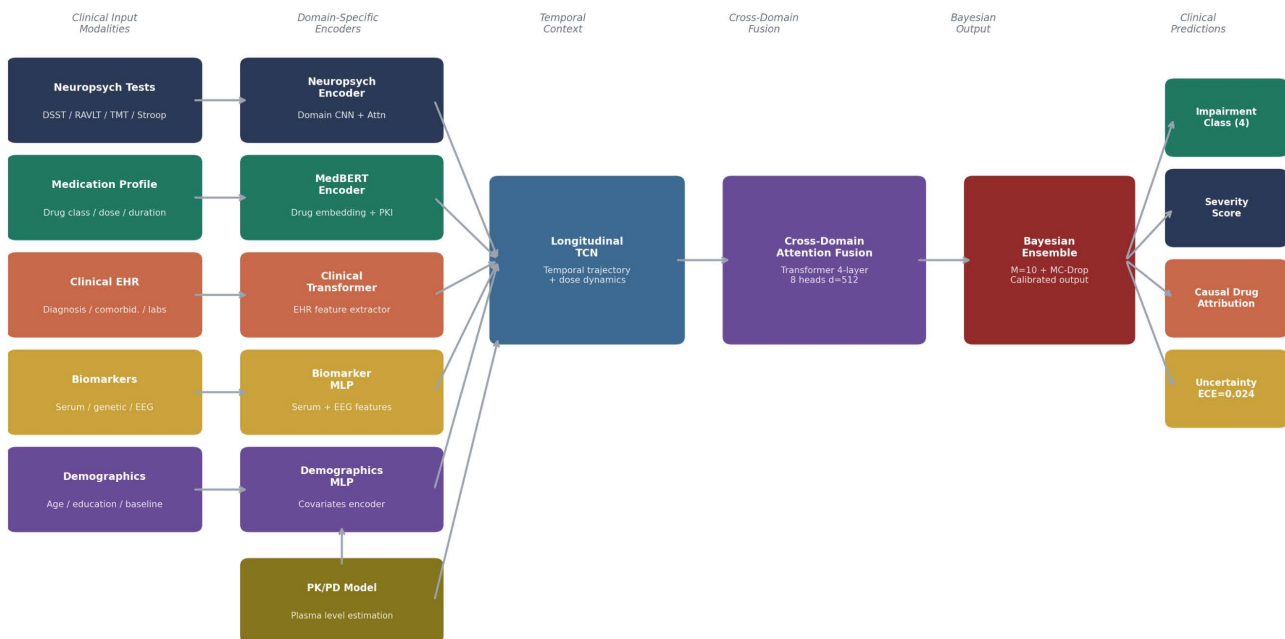 Clinical Input
Modalities
Domain-Specific
Encoders
Temporal
Context
Cross-Domain
Fusion
Bayesian
Output
Clinical
Predictions
Neuropsych Tests
DSST / RAVLT / TMT / Stroop
Medication Profile
Drug class / dose / duration
Clinical EHR
Diagnosis / comorbid. / labs
Biomarkers
Serum / genetic / EEG
Demographics
Age / education / baseline
Neuropsych
Encoder
Domain CNN + Attn
MedBERT
Encoder
Drug embedding + PKI
Clinical
Transformer
EHR feature extractor
Biomarker
MLP
Serum + EEG features
Demographics
MLP
Covariates encoder
PK/PD Model
Plasma level estimation
Longitudinal
TCN
Temporal trajectory
+ dose dynamics
Cross-Domain
Attention Fusion
Transformer 4-layer
8 heads d=512
Bayesian
Ensemble
M=10 + MC-Drop
Calibrated output
Impairment
Class (4)
Severity
Score
Causal Drug
Attribution
Uncertainty
ECE=0.024